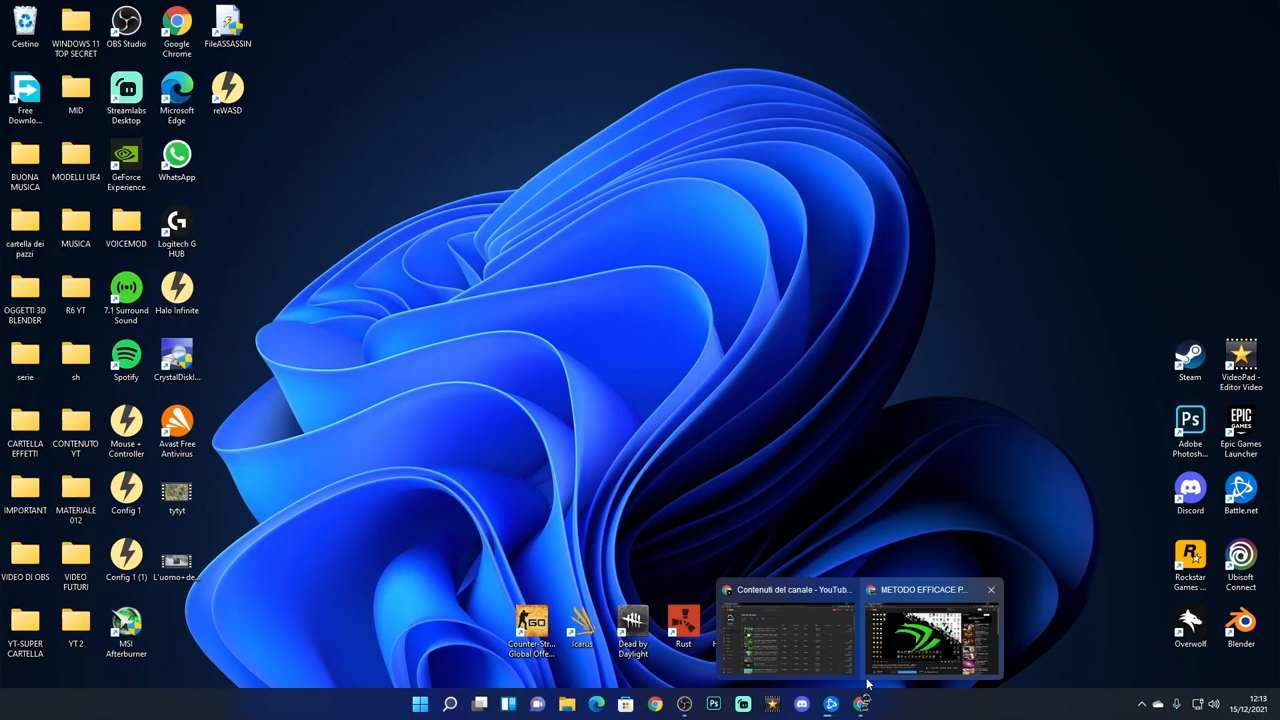 Cestino
WINDOWS 11
TOP SECRET
OBS Studio
Google
Chrome
FileASSASSIN
Free
Downlo...
MID
Streamlabs
Desktop
Microsoft
Edge
reWASD
BUONA
MUSICA
MODELLI UE4
GeForce
Experience
WhatsApp
cartella dei
pazzi
MUSICA
VOICEMOD
Logitech G
HUB
OGGETTI 3D
BLENDER
R6 YT
7.1 Surround
Sound
Halo Infinite
serie
sh
Spotify
CrystalDiskI...
Steam
VideoPad -
Editor Video
CARTELLA
EFFETTI
CONTENUTO
YT
Mouse +
Controller
Avast Free
Antivirus
Ps
Adobe
Photosh...
EPIC
GAMES
Epic Games
Launcher
IMPORTANT
MATERIALE
012
Config 1
tytyt
Discord
Battle.net
VIDEO DI OBS
VIDEO
FUTURI
Config 1 (1)
L'uomo+de...
Rockstar
Games ...
Ubisoft
Connect
YT-SUPER
CARTELLA
YT 2
MSI
Afterburner
GO
Counter-Str...
Global Offe...
Icarus
Dead by
Daylight
Rust
Contenuti del canale - YouTub...
METODO EFFICACE P...
Overwolf
Blender
Ps
12:13
15/12/2021